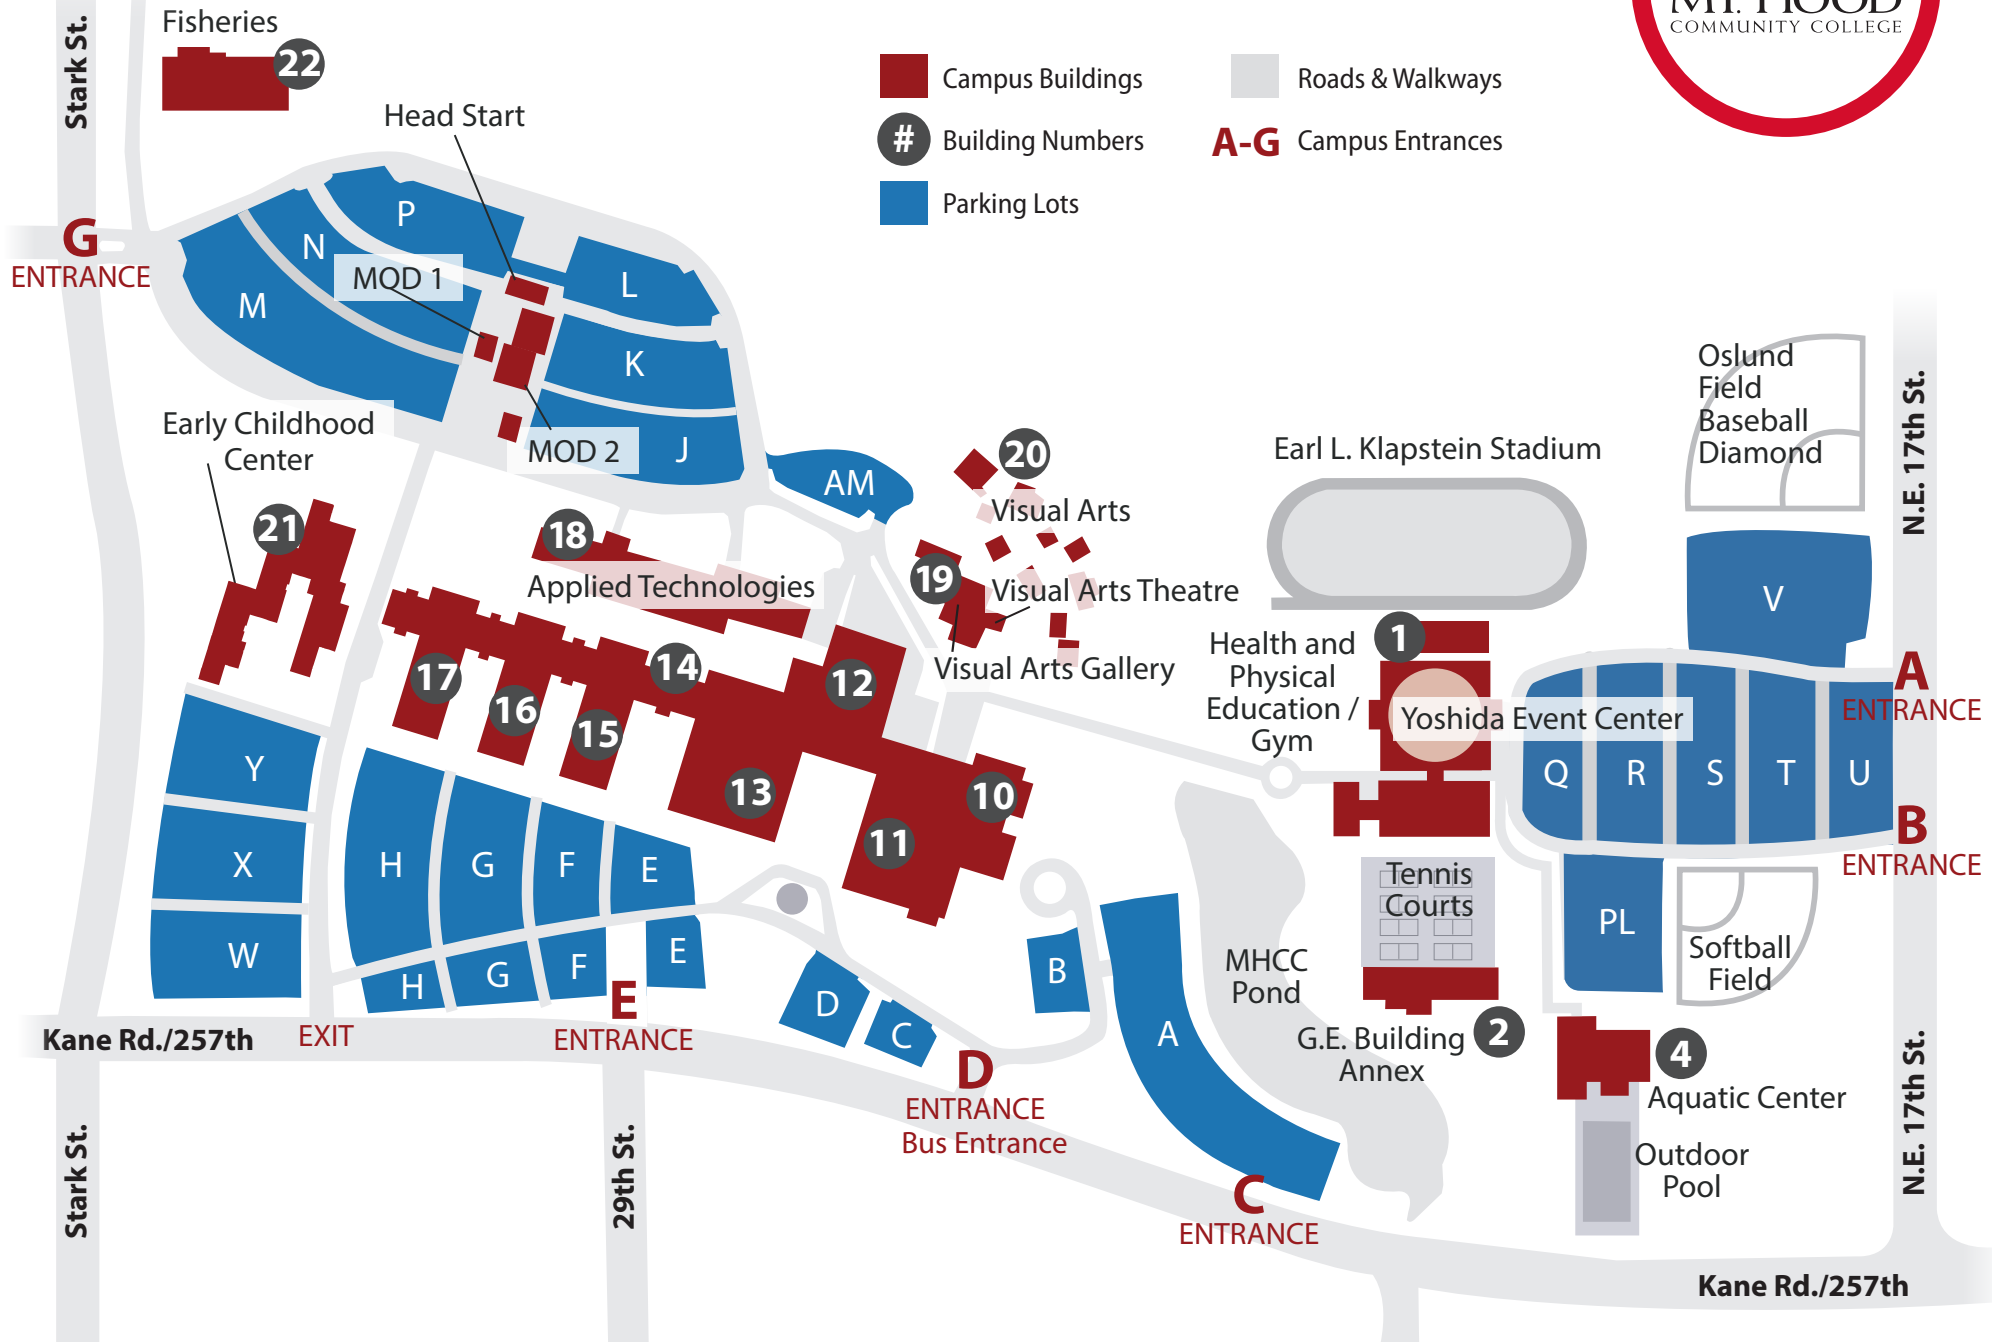 MT. HOOD
COMMUNITY COLLEGE
Campus Buildings
#
Building Numbers
Parking Lots
Roads & Walkways
A-G
Campus Entrances
Fisheries
22
Stark St.
Head Start
G
ENTRANCE
P
N
M
MOD 1
L
K
J
MOD 2
AM
Early Childhood
Center
21
18
Applied Technologies
20
Visual Arts
19
Visual Arts Theatre
Visual Arts Gallery
17
16
15
14
13
12
11
10
Earl L. Klapstein Stadium
Oslund
Field
Baseball
Diamond
N.E. 17th St.
V
1
Health and
Physical
Education /
Gym
Yoshida Event Center
A
ENTRANCE
Q
R
S
T
U
B
ENTRANCE
Y
X
W
H
G
F
E
H
G
F
E
D
C
B
A
Tennis
Courts
PL
Softball
Field
MHCC
Pond
G.E. Building
Annex
2
4
Aquatic Center
Outdoor
Pool
Kane Rd./257th
EXIT
E
ENTRANCE
D
ENTRANCE
Bus Entrance
C
ENTRANCE
Stark St.
29th St.
N.E. 17th St.
Kane Rd./257th